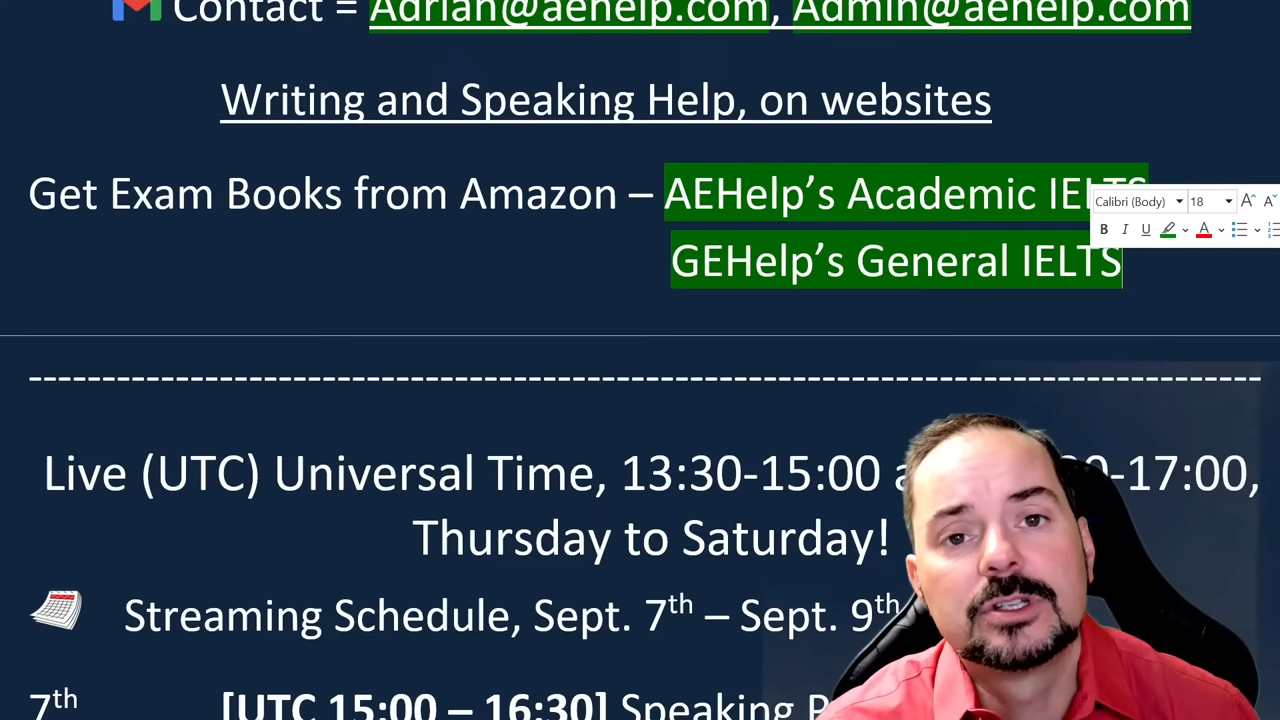 Contact = Adrian@aehelp.com, Admin@aehelp.com
Writing and Speaking Help, on websites
Get Exam Books from Amazon – AEHelp’s Academic IELTS
Calibri (Body) 18
B I U A
GEHelp’s General IELTS
--------------------------------------------------------------------------------------
Live (UTC) Universal Time, 13:30-15:00 -17:00,
Thursday to Saturday!
Streaming Schedule, Sept. 7th – Sept. 9th
7th [UTC 15:00 – 16:30] Speaking